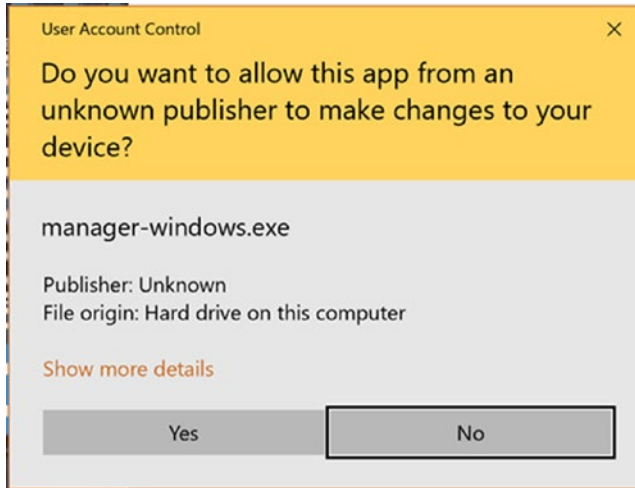 User Account Control
Do you want to allow this app from an
unknown publisher to make changes to your
device?
manager-windows.exe
Publisher: Unknown
File origin: Hard drive on this computer
Show more details
Yes
No